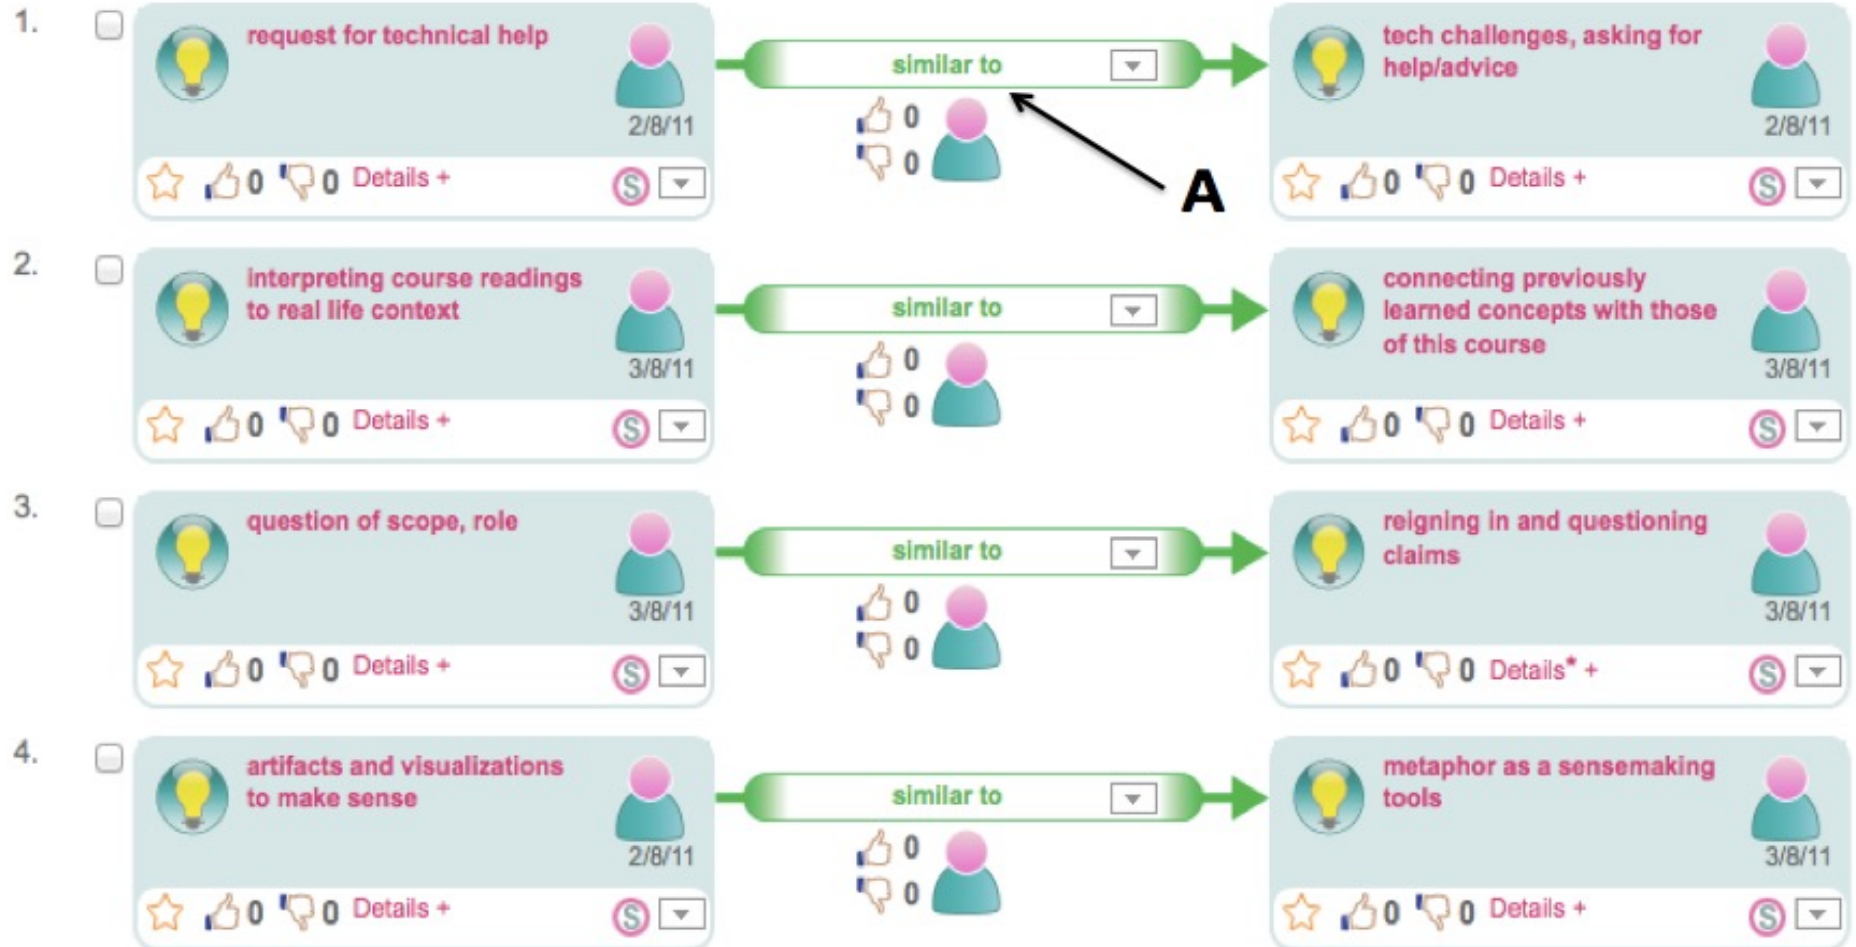 1.
request for technical help
2/8/11
0 0 Details +
S
similar to
0
0
A
tech challenges, asking for
help/advice
2/8/11
0 0 Details +
S
2.
interpreting course readings
to real life context
3/8/11
0 0 Details +
S
similar to
0
0
connecting previously
learned concepts with those
of this course
3/8/11
0 0 Details +
S
3.
question of scope, role
3/8/11
0 0 Details +
S
similar to
0
0
reigning in and questioning
claims
3/8/11
0 0 Details* +
S
4.
artifacts and visualizations
to make sense
2/8/11
0 0 Details +
S
similar to
0
0
metaphor as a sensemaking
tools
3/8/11
0 0 Details +
S